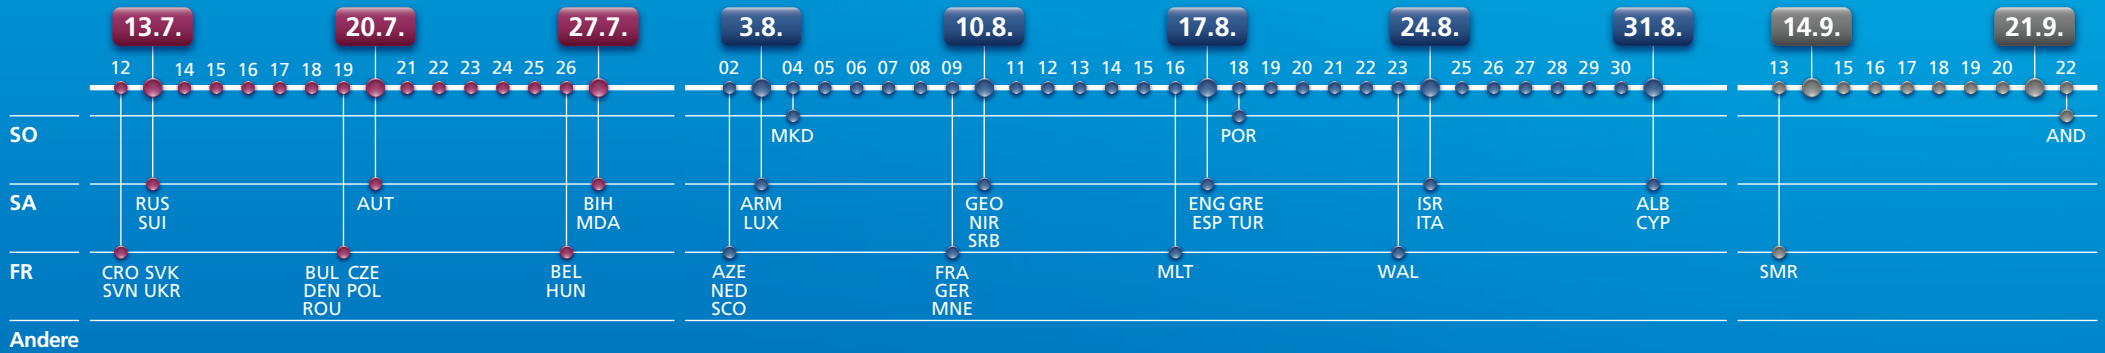 13.7. 20.7. 27.7. 3.8. 10.8. 17.8. 24.8. 31.8. 14.9. 21.9.
12 14 15 16 17 18 19 21 22 23 24 25 26 02 04 05 06 07 08 09 11 12 13 14 15 16 18 19 20 21 22 23 25 26 27 28 29 30 13 15 16 17 18 19 20 22
SO MKD POR AND
SA RUS AUT BIH ARM GEO ENG GRE ISR ALB
SUI MDA LUX NIR ESP TUR ITA CYP
SRB
FR CRO SVK BUL CZE BEL AZE FRA MLT WAL SMR
SVN UKR DEN POL HUN NED GER
ROU SCO MNE
Andere